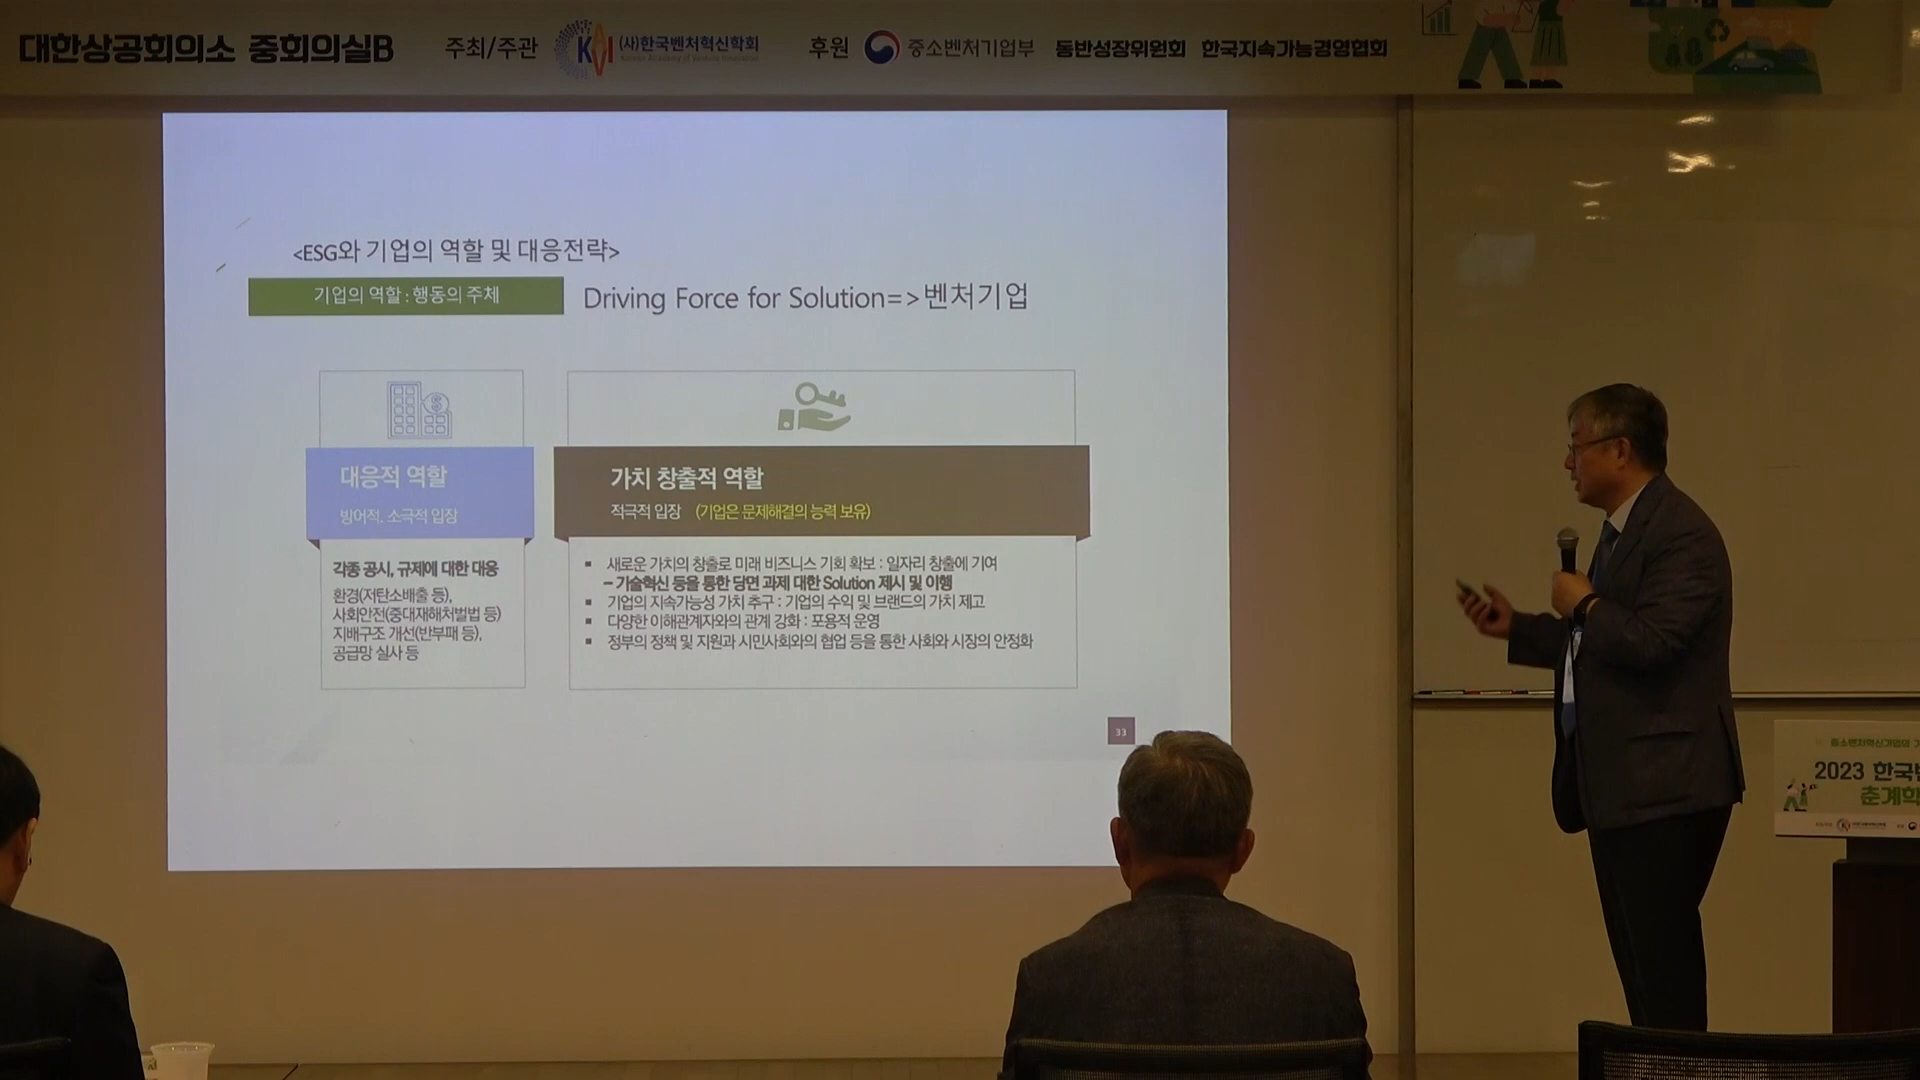 대한상공회의소 중회의실B 주최/주관 KAVI (사)한국벤처혁신학회 후원 중소벤처기업부 동반성장위원회 한국지속가능경영협회
<ESG와 기업의 역할 및 대응전략>
기업의 역할 : 행동의 주체
Driving Force for Solution=>벤처기업
대응적 역할
방어적, 소극적 입장
각종 공시, 규제에 대한 대응
환경(저탄소배출 등),
사회안전(중대재해처벌법 등)
지배구조 개선(반부패 등),
공급망 실사 등
가치 창출적 역할
적극적 입장 (기업은 문제해결의 능력 보유)
▪ 새로운 가치의 창출로 미래 비즈니스 기회 확보 : 일자리 창출에 기여
– 기술혁신 등을 통한 당면 과제 대한 Solution 제시 및 이행
▪ 기업의 지속가능성 가치 추구 : 기업의 수익 및 브랜드의 가치 제고
▪ 다양한 이해관계자와의 관계 강화 : 포용적 운영
▪ 정부의 정책 및 지원과 시민사회와의 협업 등을 통한 사회와 시장의 안정화
33
중소벤처혁신기업의
2023 한국
춘계학